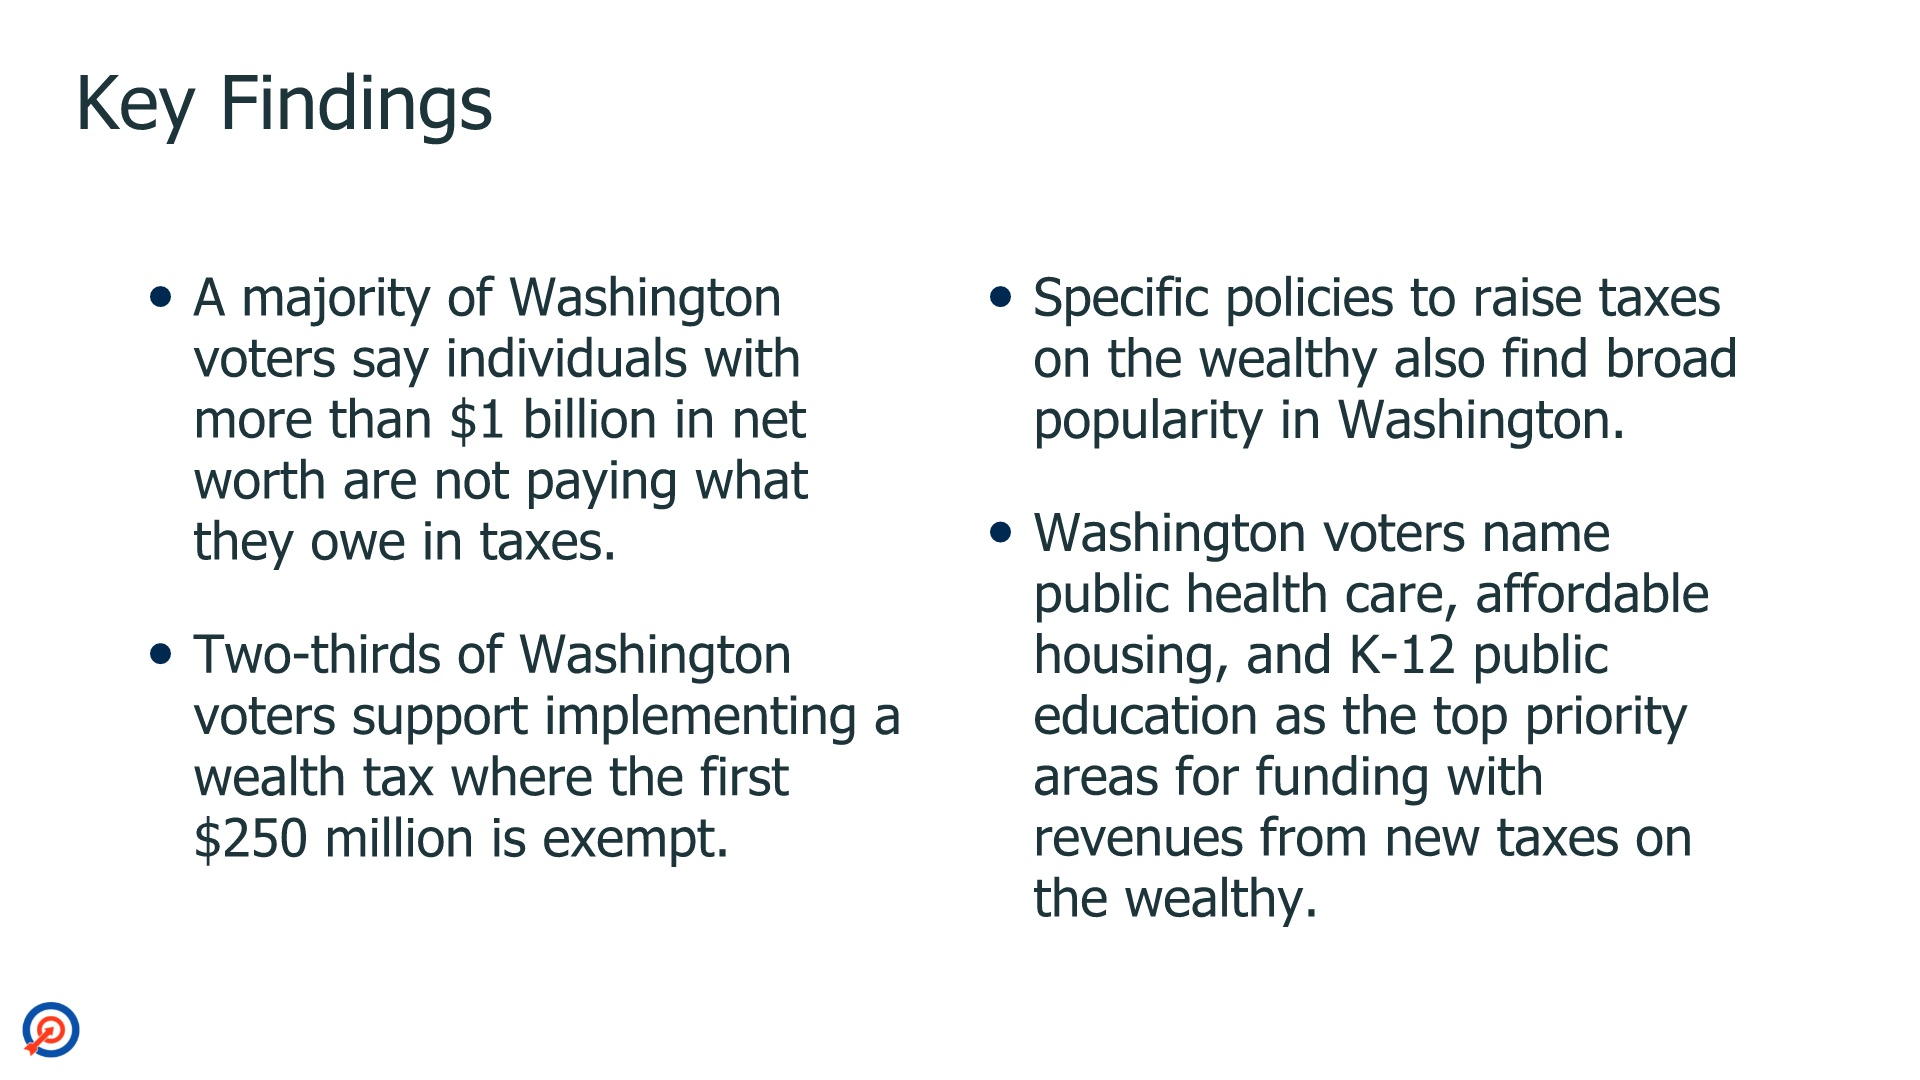 Key Findings
● A majority of Washington
voters say individuals with
more than $1 billion in net
worth are not paying what
they owe in taxes.
● Two-thirds of Washington
voters support implementing a
wealth tax where the first
$250 million is exempt.
● Specific policies to raise taxes
on the wealthy also find broad
popularity in Washington.
● Washington voters name
public health care, affordable
housing, and K-12 public
education as the top priority
areas for funding with
revenues from new taxes on
the wealthy.